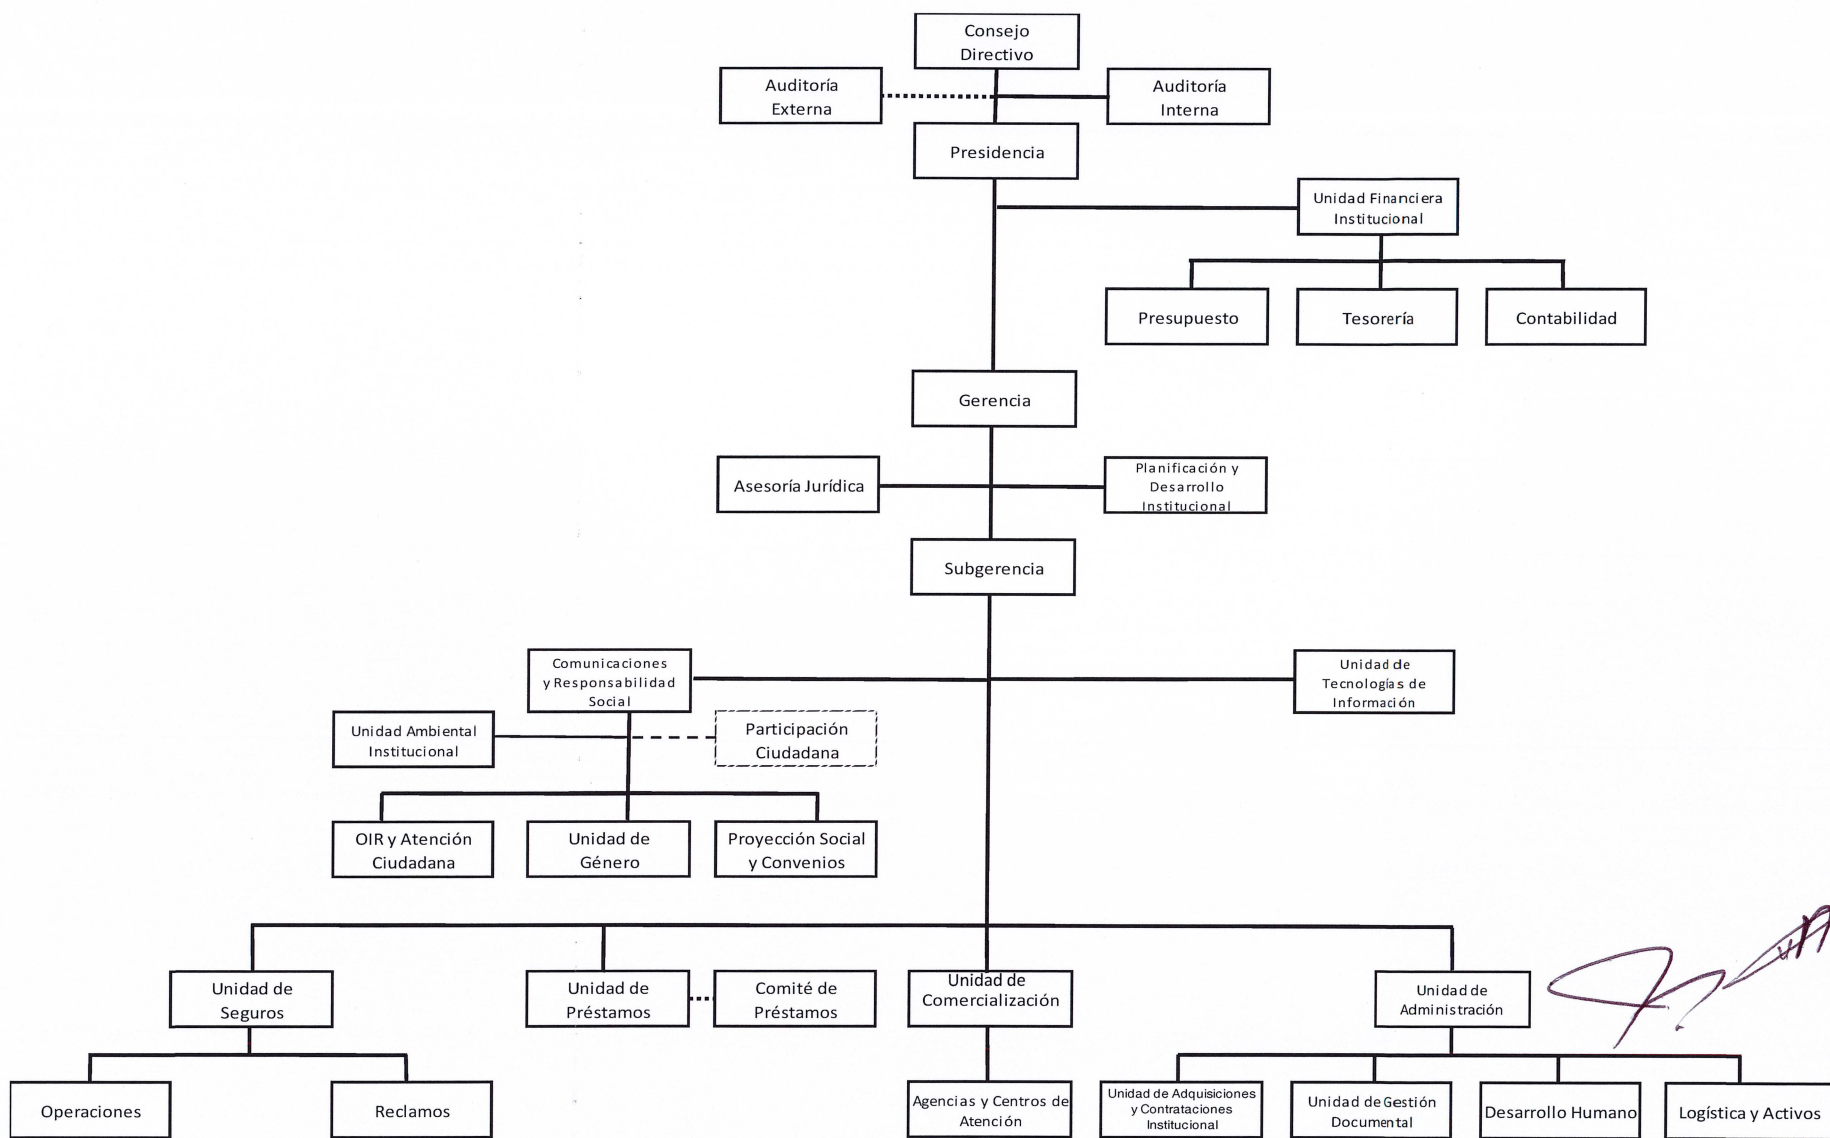 Consejo
Directivo
Auditoría
Externa
Auditoría
Interna
Presidencia
Unidad Financiera
Institucional
Presupuesto
Tesorería
Contabilidad
Gerencia
Asesoría Jurídica
Planificación y
Desarrollo
Institucional
Subgerencia
Comunicaciones
y Responsabilidad
Social
Unidad de
Tecnologías de
Información
Unidad Ambiental
Institucional
Participación
Ciudadana
OIR y Atención
Ciudadana
Unidad de
Género
Proyección Social
y Convenios
Unidad de
Seguros
Unidad de
Préstamos
Comité de
Préstamos
Unidad de
Comercialización
Unidad de
Administración
Operaciones
Reclamos
Agencias y Centros de
Atención
Unidad de Adquisiciones
y Contrataciones
Institucional
Unidad de Gestión
Documental
Desarrollo Humano
Logística y Activos